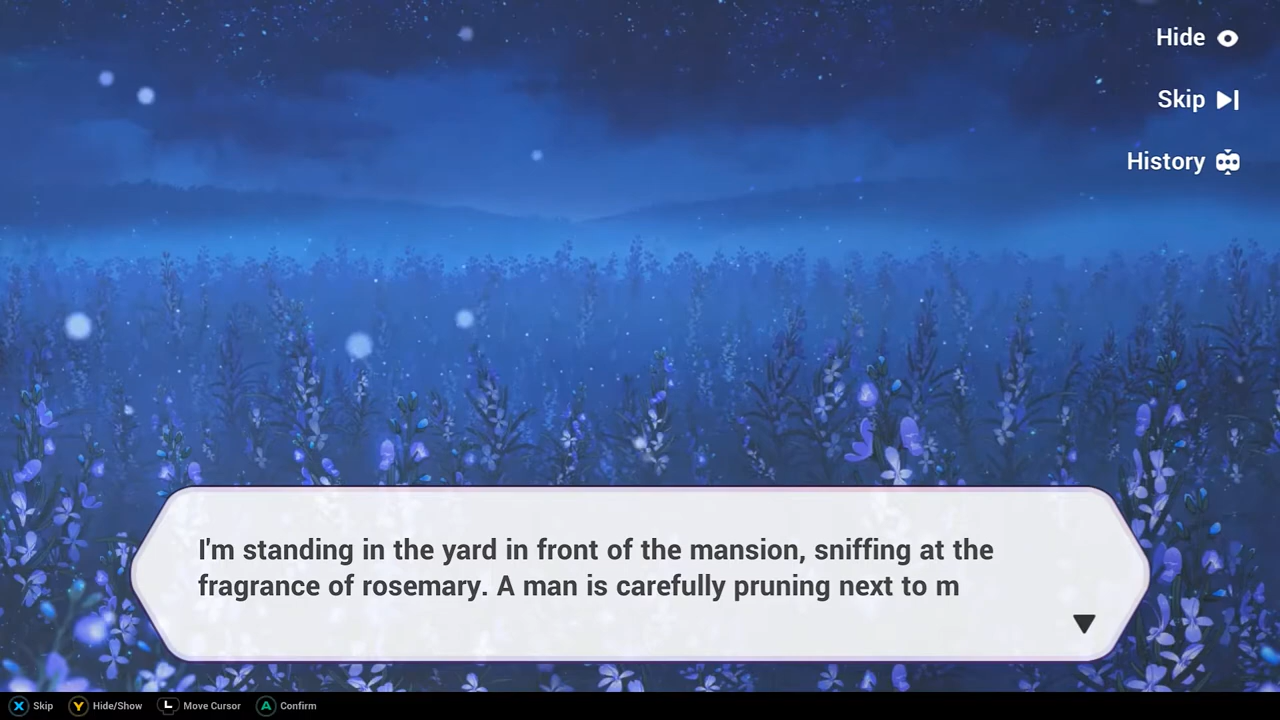 Hide
Skip
History
I'm standing in the yard in front of the mansion, sniffing at the
fragrance of rosemary. A man is carefully pruning next to m
X Skip Y Hide/Show L Move Cursor A Confirm